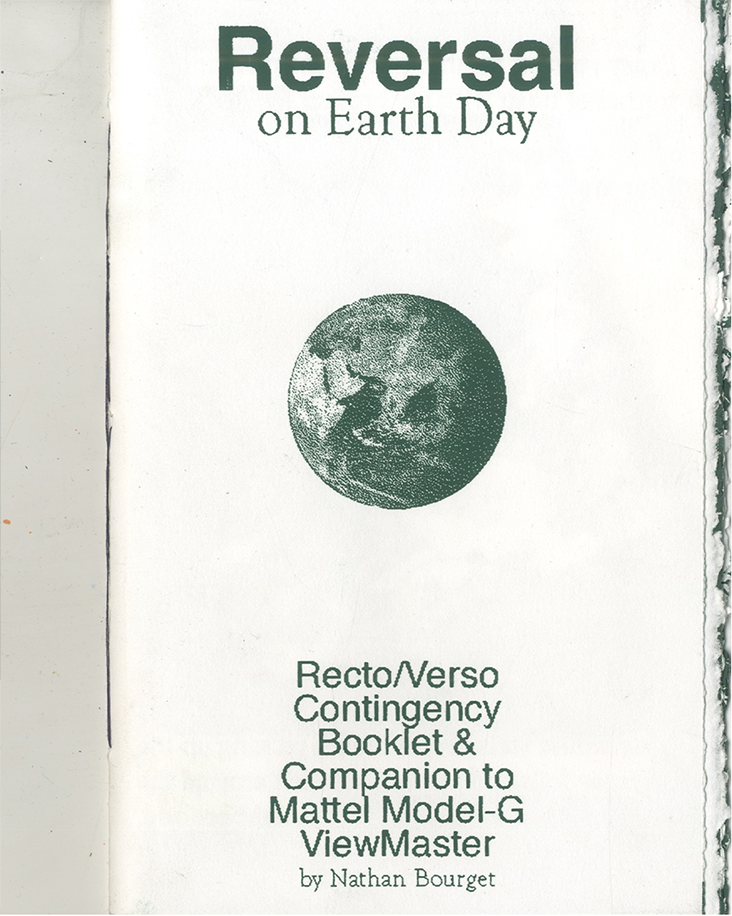 Reversal
on Earth Day
Recto/Verso
Contingency
Booklet &
Companion to
Mattel Model-G
ViewMaster
by Nathan Bourget